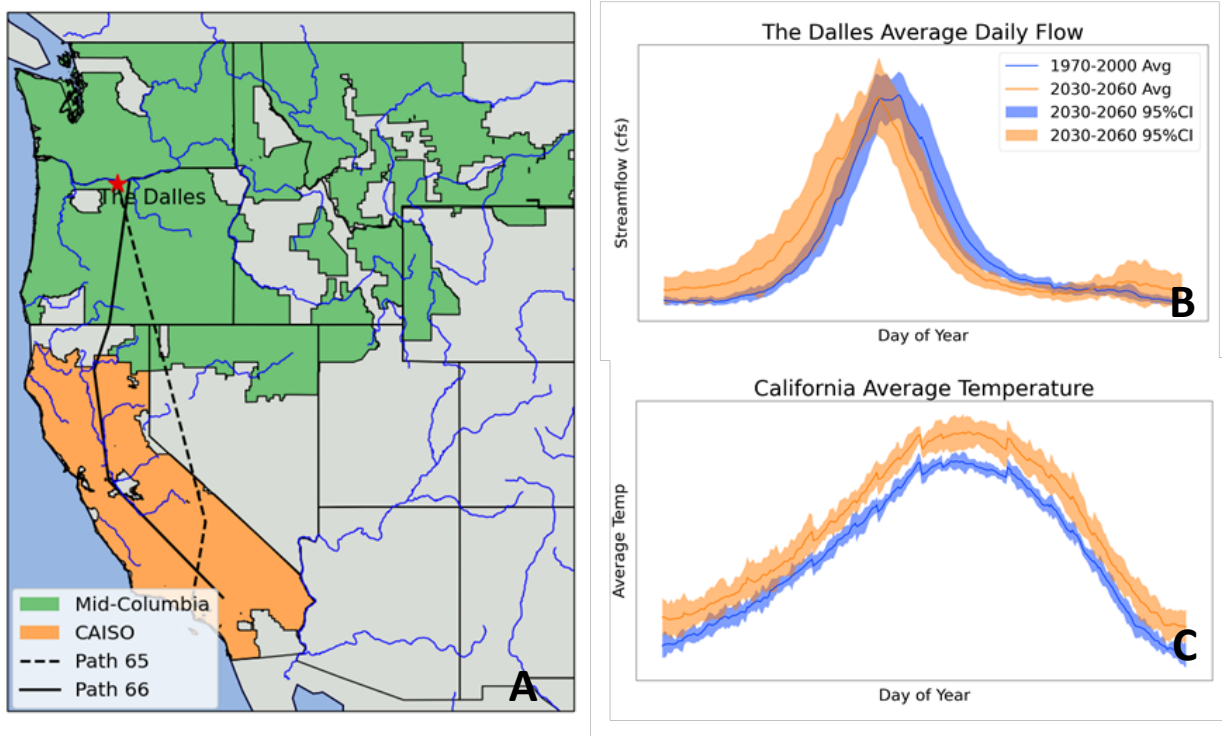 The Dalles
Mid-Columbia
CAISO
Path 65
Path 66
A
The Dalles Average Daily Flow
1970-2000 Avg
2030-2060 Avg
2030-2060 95%CI
2030-2060 95%CI
Streamflow (cfs)
B
Day of Year
California Average Temperature
Average Temp
C
Day of Year